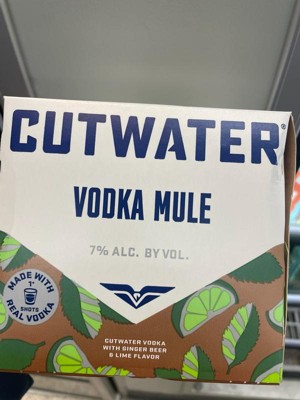 CUTWATER®
VODKA MULE
7% ALC. BY VOL.
MADE WITH
1+
SHOTS
REAL VODKA
CUTWATER VODKA
WITH GINGER BEER
& LIME FLAVOR